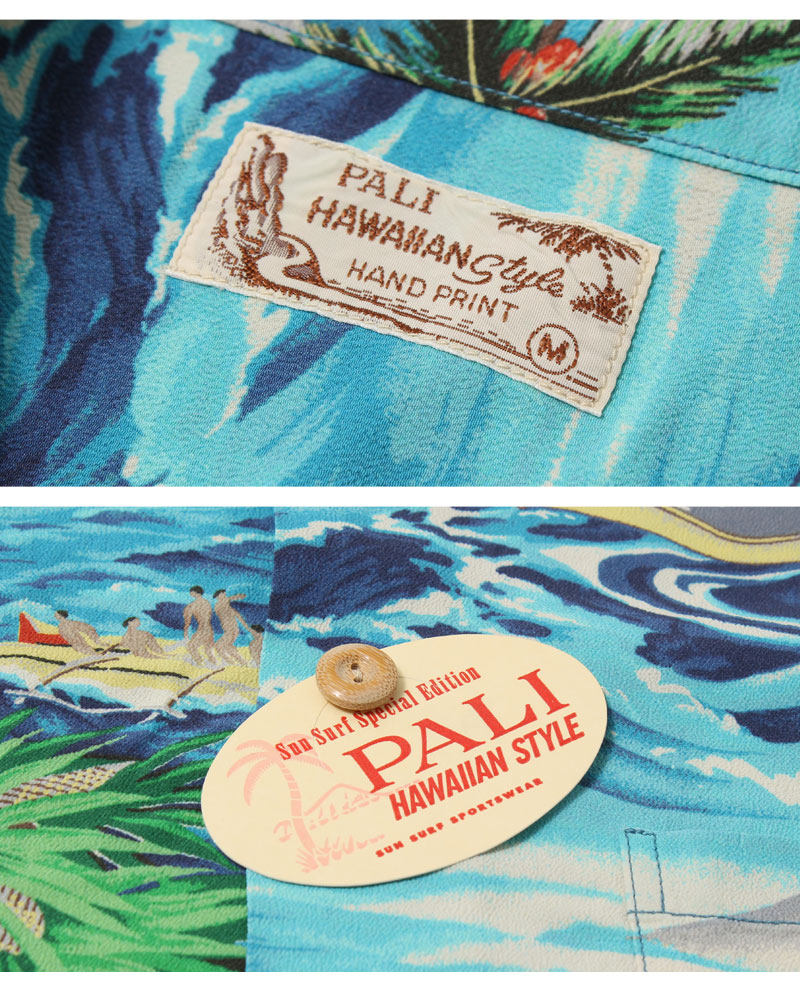 PALI
HAWAIIAN Style
HAND PRINT
M
Sun Surf Special Edition
PALI
HAWAIIAN STYLE
SUN SURF SPORTSWEAR